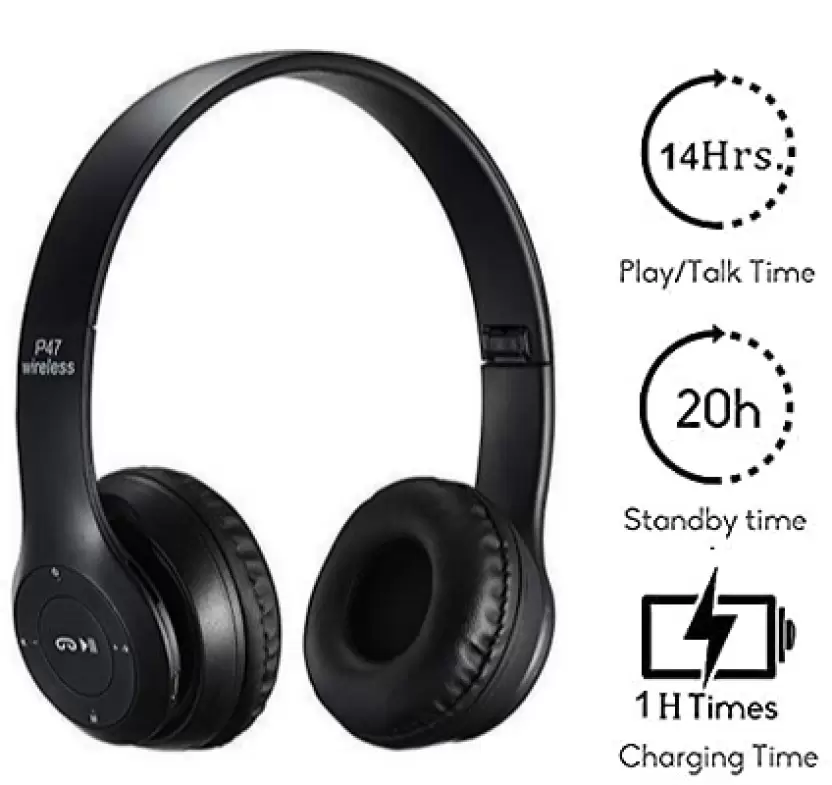 P47
wireless
14Hrs.
Play/Talk Time
20h
Standby time
1 H Times
Charging Time